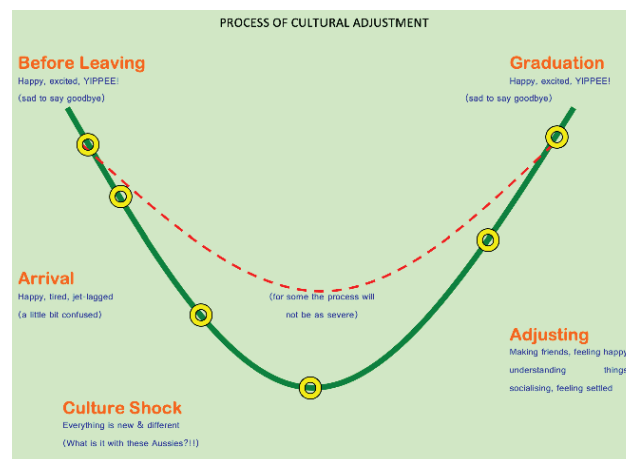 PROCESS OF CULTURAL ADJUSTMENT
Before Leaving
Happy, excited, YIPPEE!
(sad to say goodbye)
Graduation
Happy, excited, YIPPEE!
(sad to say goodbye)
Arrival
Happy, tired, jet-lagged
(a little bit confused)
(for some the process will
not be as severe)
Adjusting
Making friends, feeling happy
understanding things
socialising, feeling settled
Culture Shock
Everything is new & different
(What is it with these Aussies?!!)